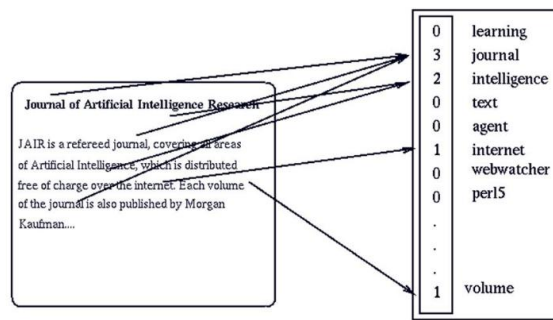 Journal of Artificial Intelligence Research
JAIR is a refereed journal, covering all areas
of Artificial Intelligence, which is distributed
free of charge over the internet. Each volume
of the journal is also published by Morgan
Kaufman....
0 learning
3 journal
2 intelligence
0 text
0 agent
1 internet
0 webwatcher
0 perl5
.
.
.
1 volume